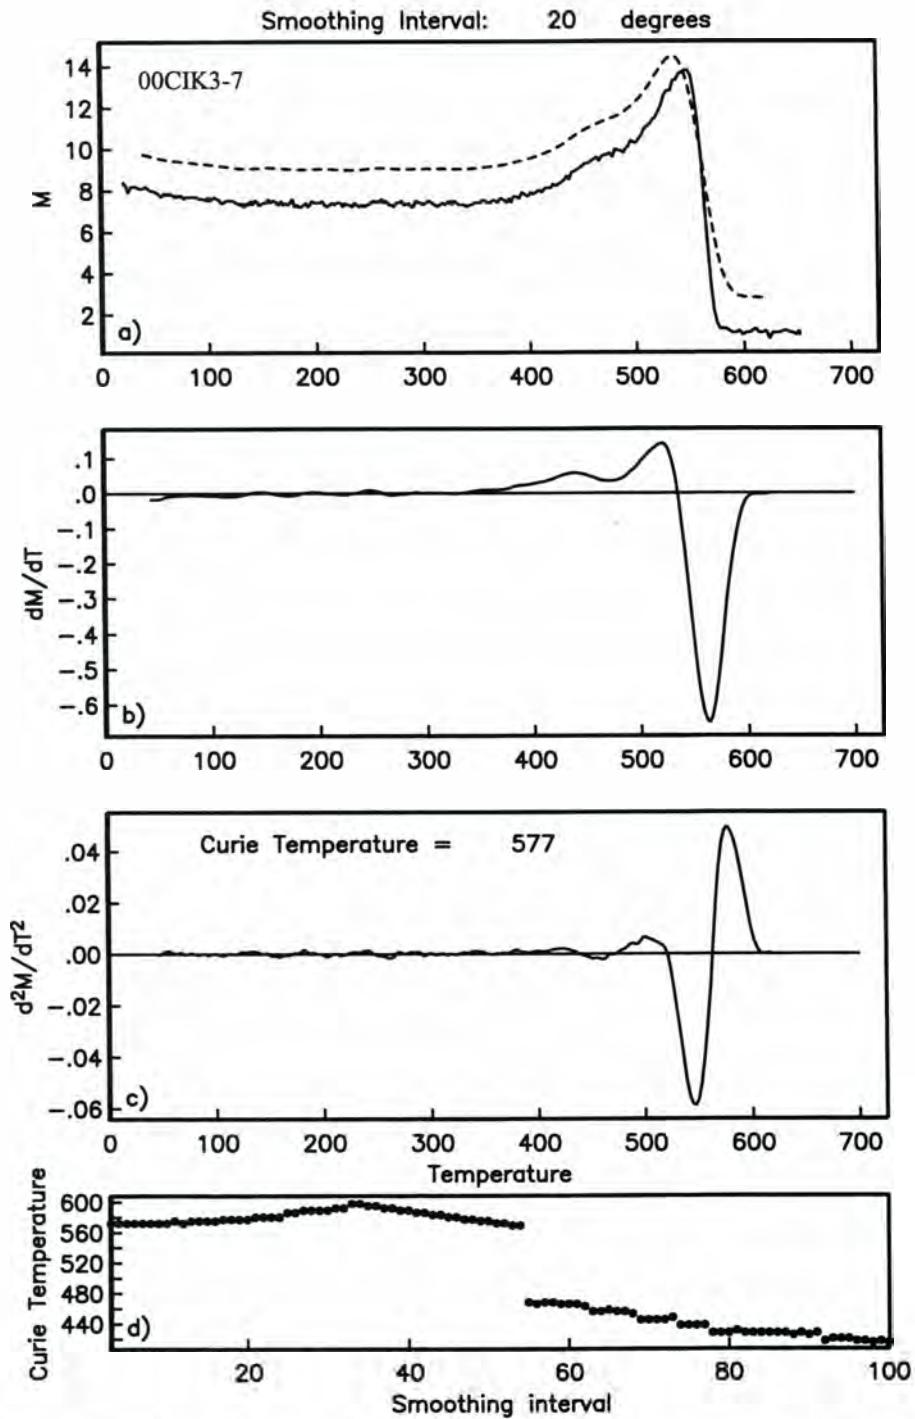 Smoothing Interval: 20 degrees
00CIK3-7
14
12
10
8
6
4
2
M
a)
0 100 200 300 400 500 600 700
.1
.0
-.1
-.2
-.3
-.4
-.5
-.6
dM/dT
b)
0 100 200 300 400 500 600 700
Curie Temperature = 577
.04
.02
.00
-.02
-.04
-.06
d²M/dT²
c)
0 100 200 300 400 500 600 700
Temperature
600
560
520
480
440
Curie Temperature
d)
20 40 60 80 100
Smoothing interval